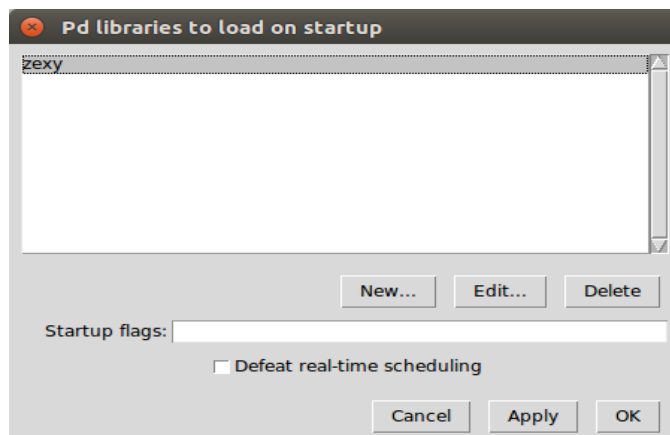 Pd libraries to load on startup
zexy
New... Edit... Delete
Startup flags:
Defeat real-time scheduling
Cancel Apply OK